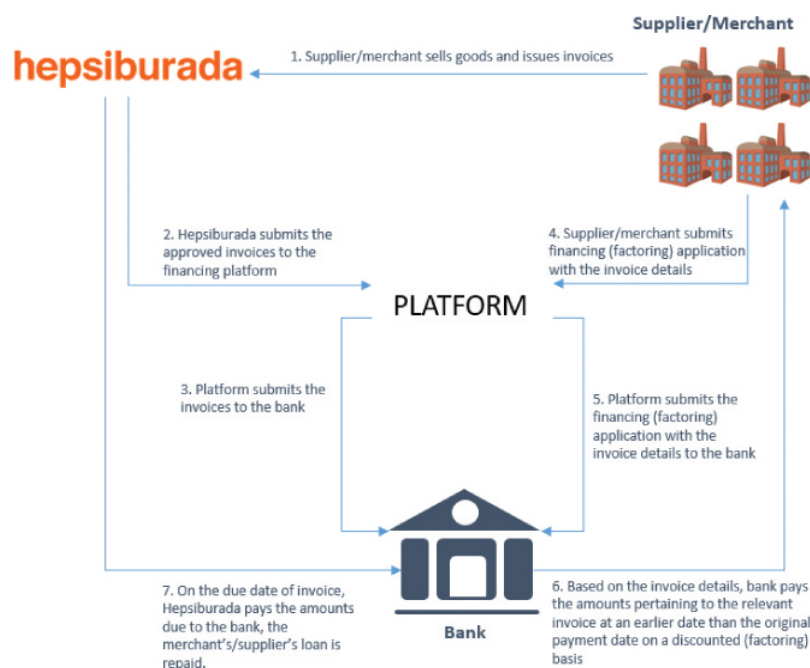 Supplier/Merchant
hepsiburada
1. Supplier/merchant sells goods and issues invoices
2. Hepsiburada submits the
approved invoices to the
financing platform
4. Supplier/merchant submits
financing (factoring) application
with the invoice details
PLATFORM
3. Platform submits the
invoices to the bank
5. Platform submits the
financing (factoring)
application with the
invoice details to the bank
7. On the due date of invoice,
Hepsiburada pays the amounts
due to the bank, the
merchant's/supplier's loan is
repaid.
Bank
6. Based on the invoice details, bank pays
the amounts pertaining to the relevant
invoice at an earlier date than the original
payment date on a discounted (factoring)
basis